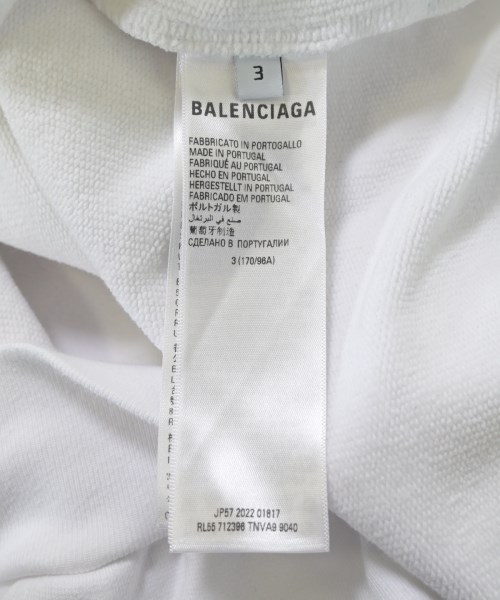 3
BALENCIAGA
FABBRICATO IN PORTOGALLO
MADE IN PORTUGAL
FABRIQUÉ AU PORTUGAL
HECHO EN PORTUGAL
HERGESTELLT IN PORTUGAL
FABRICADO EM PORTUGAL
ポルトガル製
صنع في البرتغال
葡萄牙制造
СДЕЛАНО В ПОРТУГАЛИИ
3 (170/96A)
JP57 2022 01817
RL55 712396 TNVA9 9040